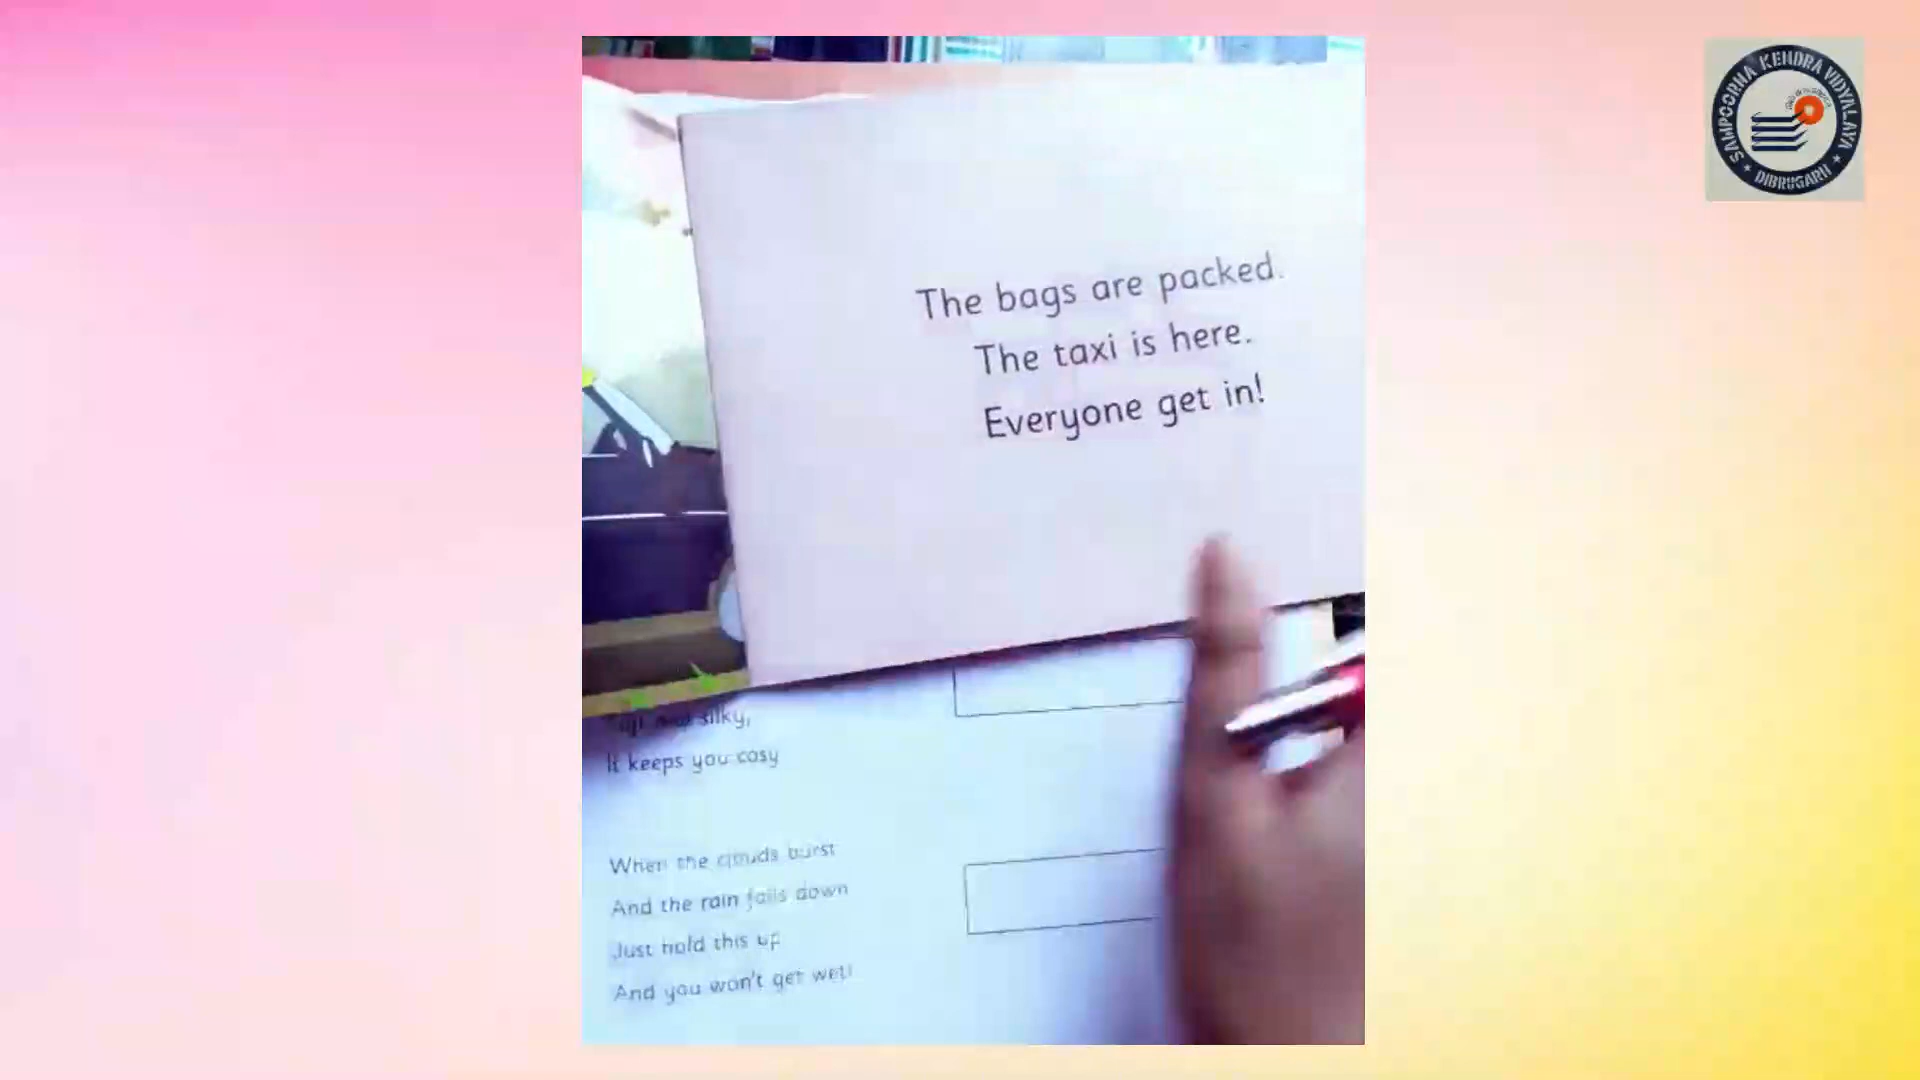 The bags are packed.
The taxi is here.
Everyone get in!
silky,
It keeps you cosy
When the clouds burst
And the rain falls down
Just hold this up
And you won't get wet!
SAMPOORNA KENDRA VIDYALAYA
DIBRUGARH